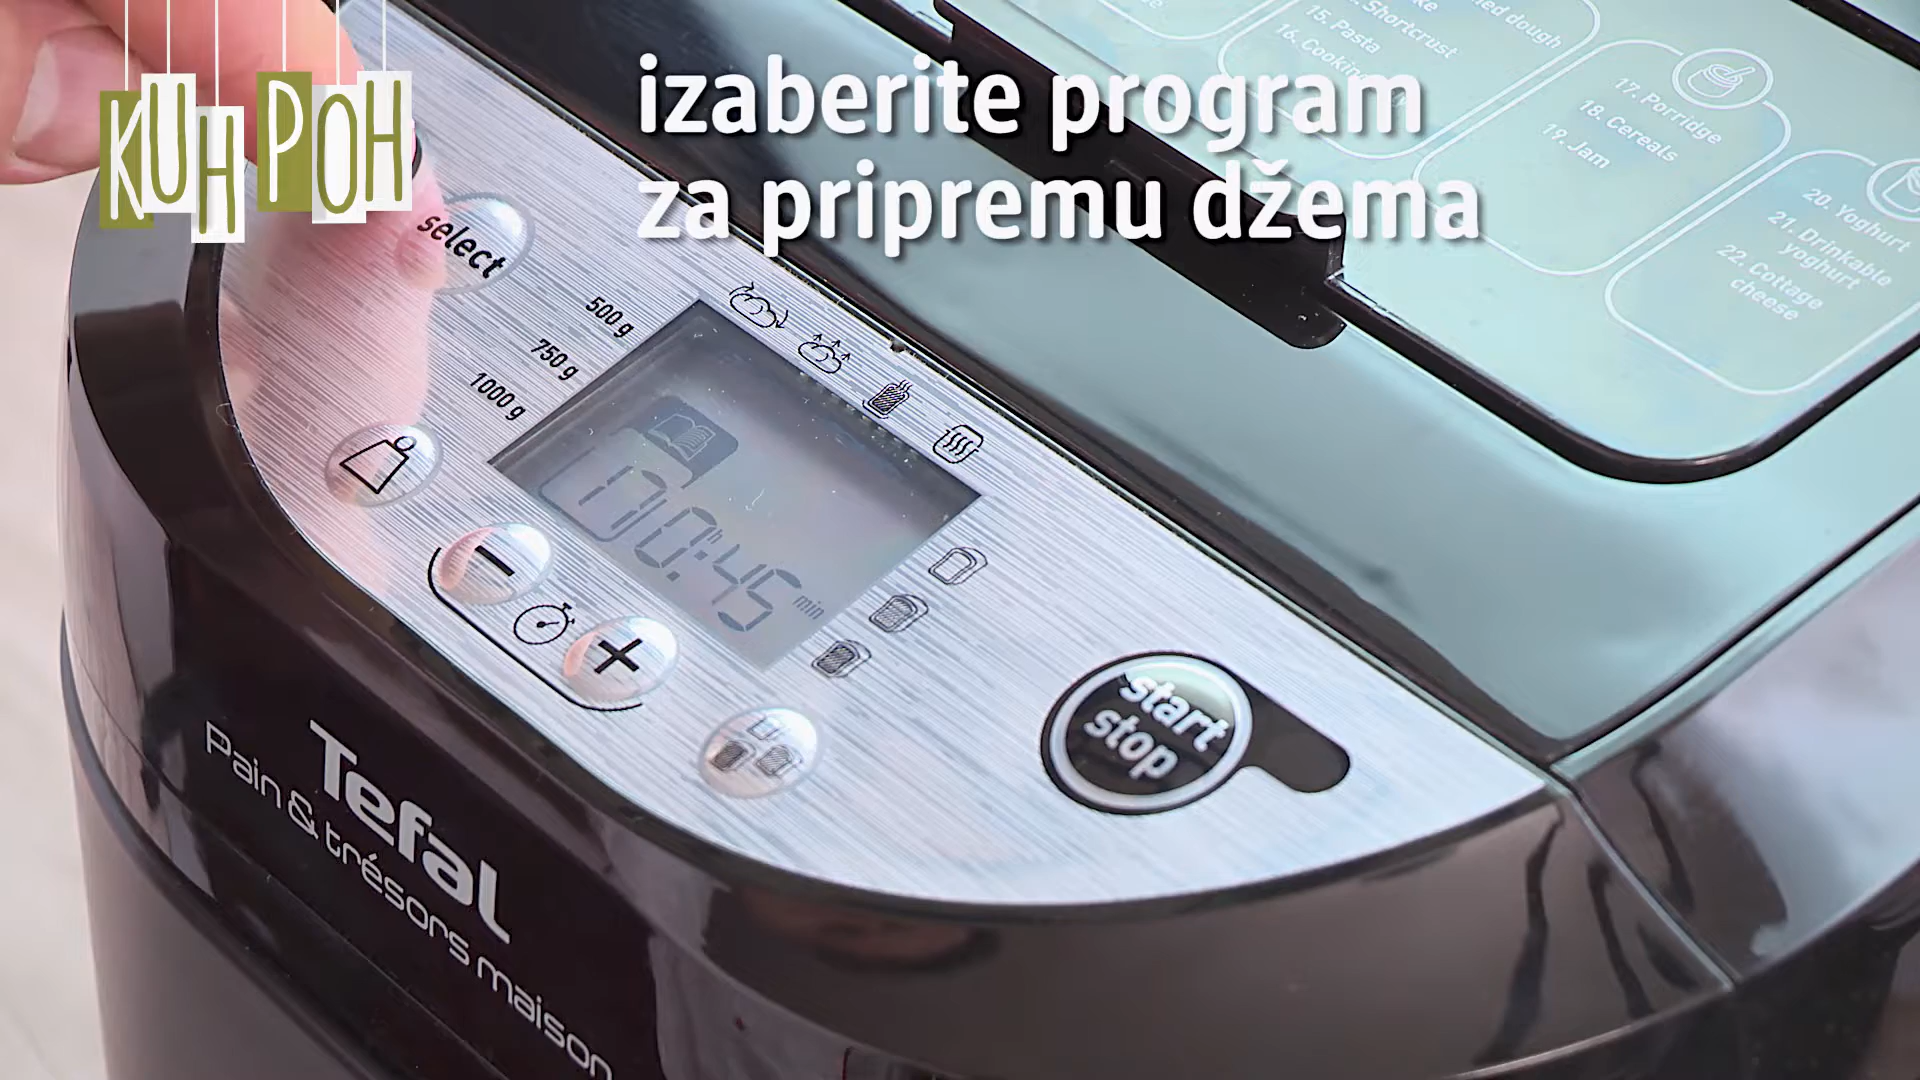 KUH POH
izaberite program
za pripremu džema
15. Pasta
17. Porridge
18. Cereals
19. Jam
20. Yoghurt
21. Drinkable
yoghurt
22. Cottage
cheese
select
500 g
750 g
1000 g
00:45
min
start
stop
Tefal
Pain & trésors maison